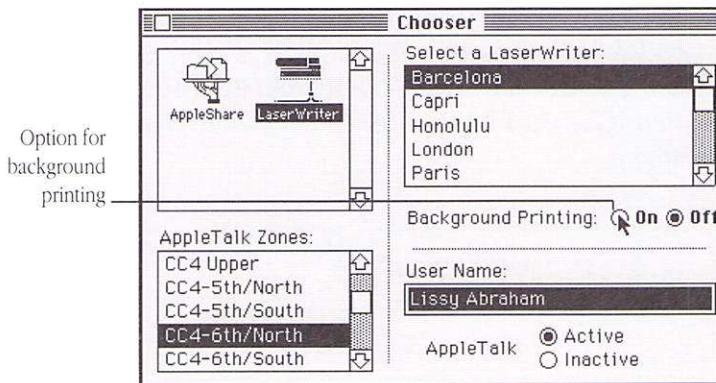 Chooser
AppleShare LaserWriter
Select a LaserWriter:
Barcelona
Capri
Honolulu
London
Paris
Option for
background
printing
Background Printing: On Off
AppleTalk Zones:
CC4 Upper
CC4-5th/North
CC4-5th/South
CC4-6th/North
CC4-6th/South
User Name:
Lissy Abraham
AppleTalk
Active
Inactive